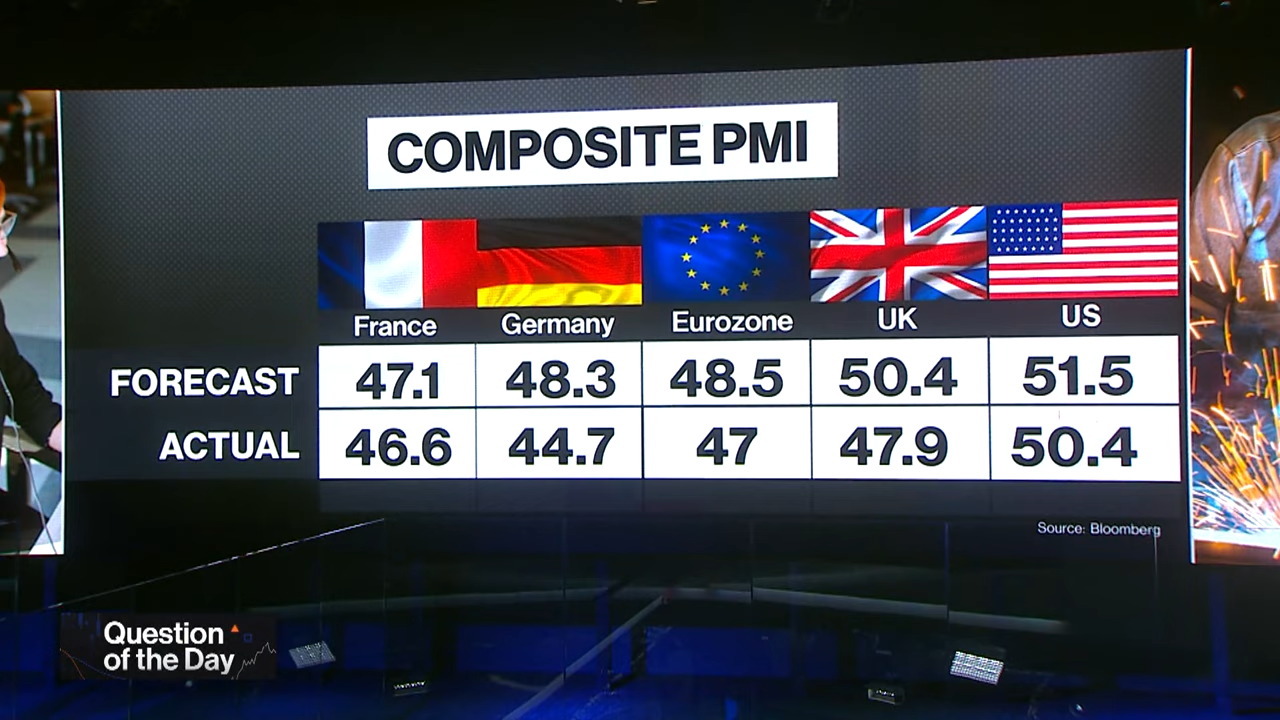 COMPOSITE PMI
France Germany Eurozone UK US
FORECAST 47.1 48.3 48.5 50.4 51.5
ACTUAL 46.6 44.7 47 47.9 50.4
Source: Bloomberg
Question
of the Day